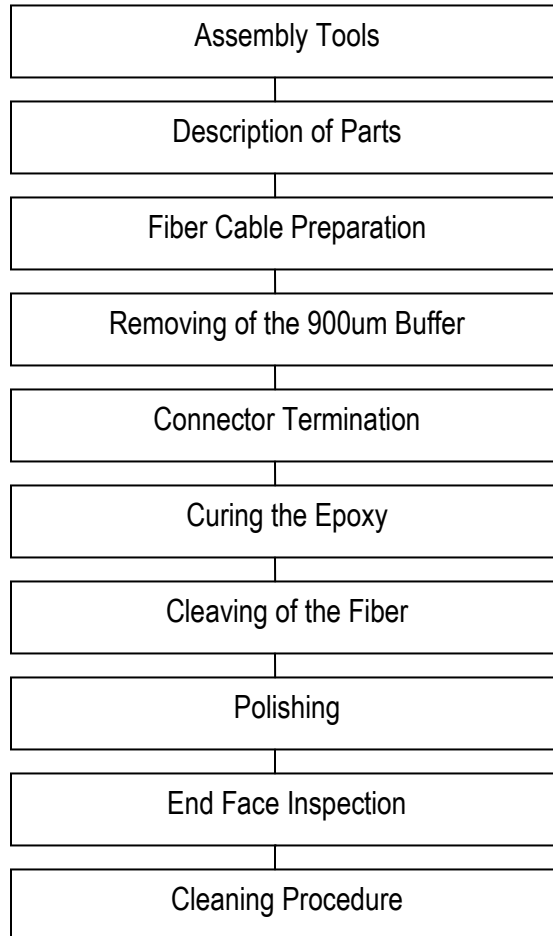 Assembly Tools
Description of Parts
Fiber Cable Preparation
Removing of the 900um Buffer
Connector Termination
Curing the Epoxy
Cleaving of the Fiber
Polishing
End Face Inspection
Cleaning Procedure